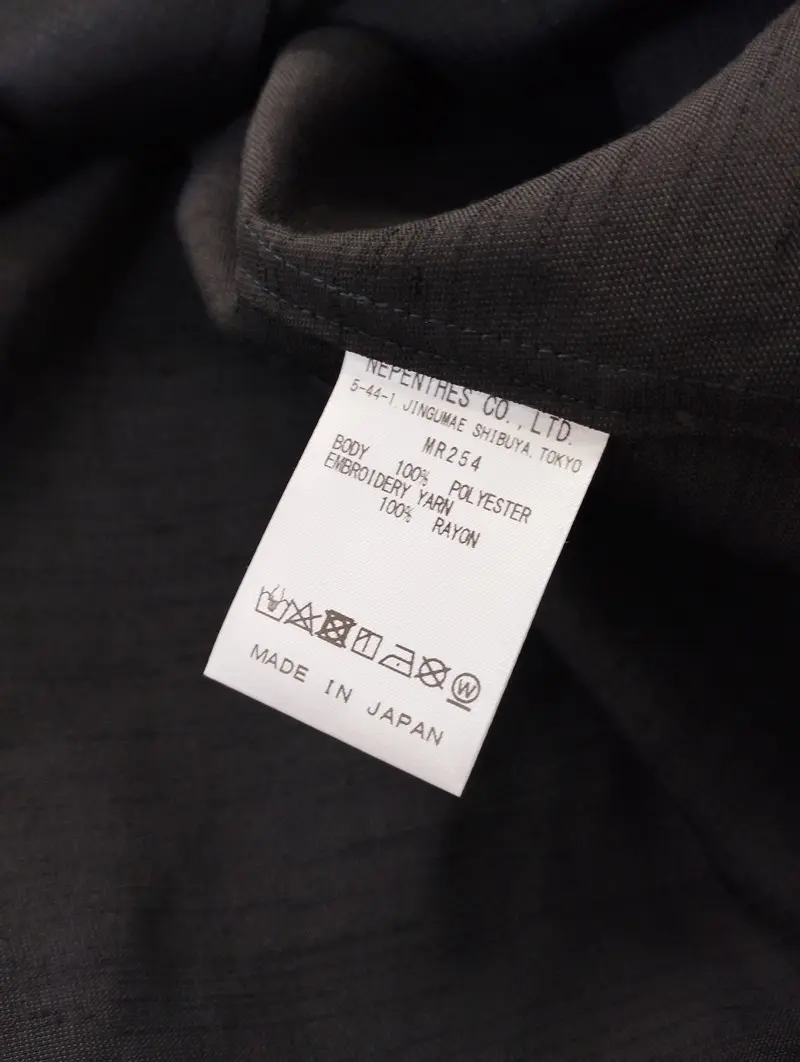 NEPENTHES CO., LTD.
5-44-1. JINGUMAE SHIBUYA. TOKYO
MR254
BODY
100% POLYESTER
EMBROIDERY YARN
100% RAYON
W
MADE IN JAPAN